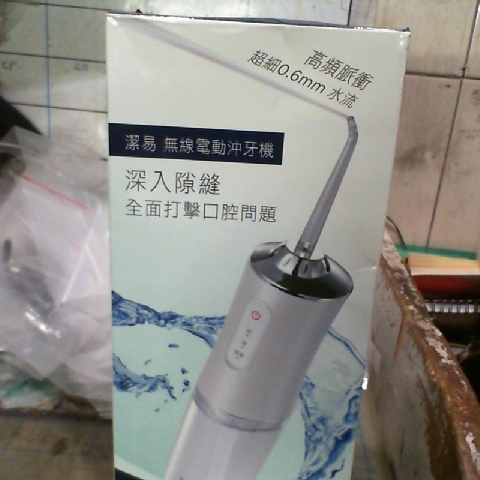 高頻脈衝
超細0.6mm 水流
潔易 無線電動沖牙機
深入隙縫
全面打擊口腔問題